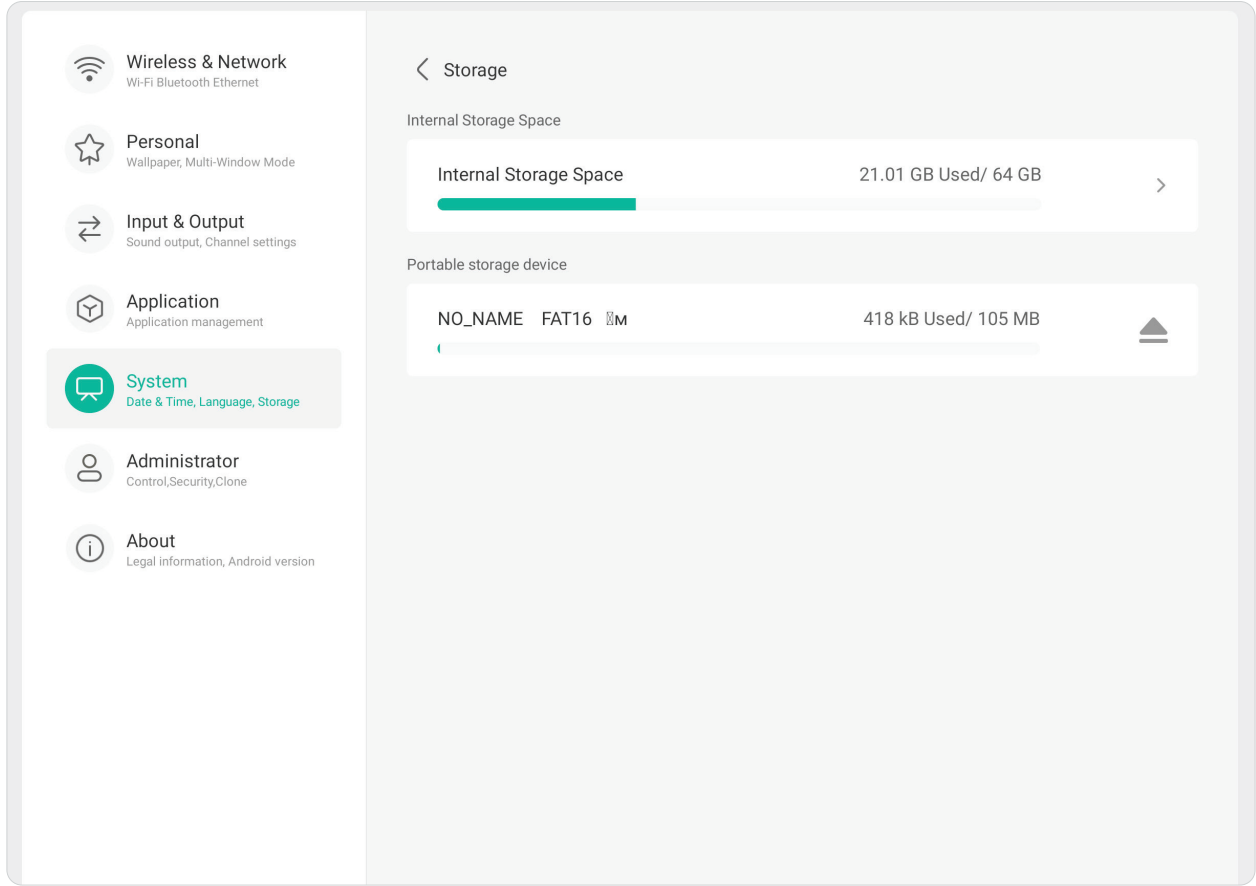 Wireless & Network
Wi-Fi Bluetooth Ethernet
Personal
Wallpaper, Multi-Window Mode
Input & Output
Sound output, Channel settings
Application
Application management
System
Date & Time, Language, Storage
Administrator
Control,Security,Clone
About
Legal information, Android version
Storage
Internal Storage Space
Internal Storage Space 21.01 GB Used/ 64 GB
Portable storage device
NO_NAME FAT16 418 kB Used/ 105 MB